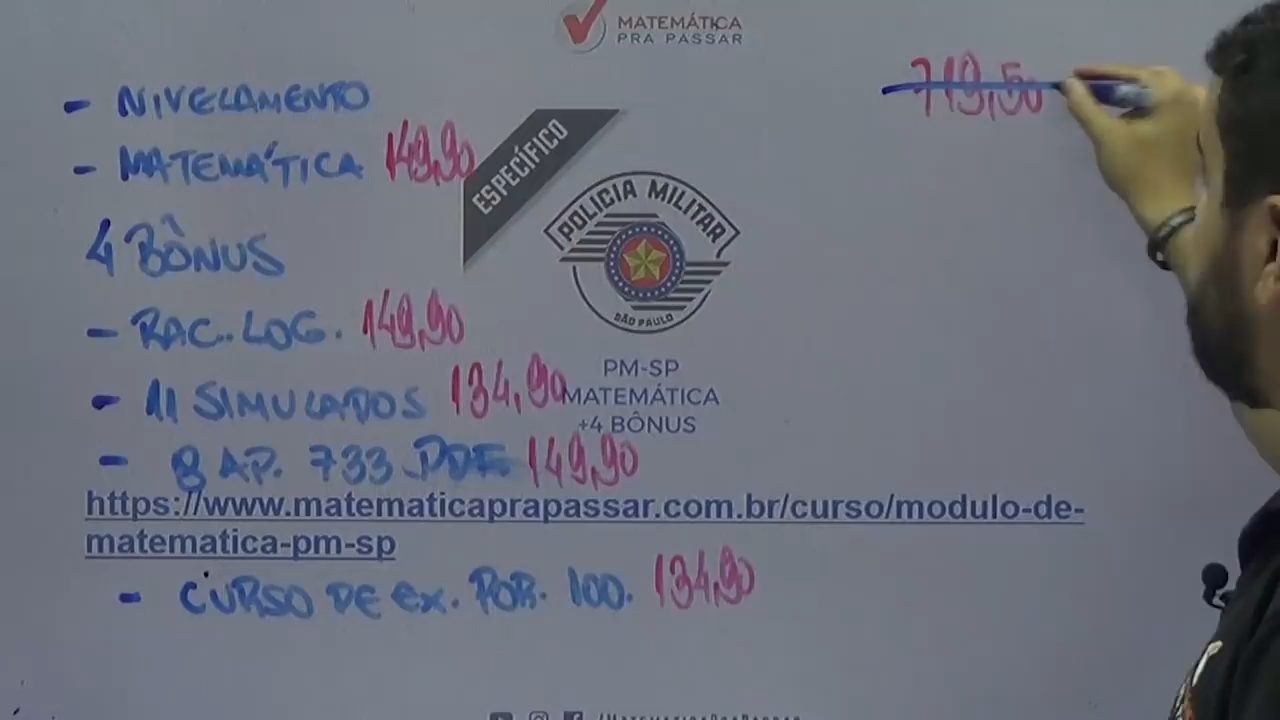 MATEMÁTICA
PRA PASSAR
719,50
- NIVELAMENTO
- MATEMÁTICA 149,90
ESPECÍFICO
POLICIA MILITAR
SÃO PAULO
4 BÔNUS
- RAC. LOG. 149,90
PM-SP
- 11 SIMULADOS 134,90
MATEMÁTICA
+4 BÔNUS
- 8 AP. 733 PDF 149,90
https://www.matematicaprapassar.com.br/curso/modulo-de-
matematica-pm-sp
- CURSO DE EX. POR. 100. 134,90